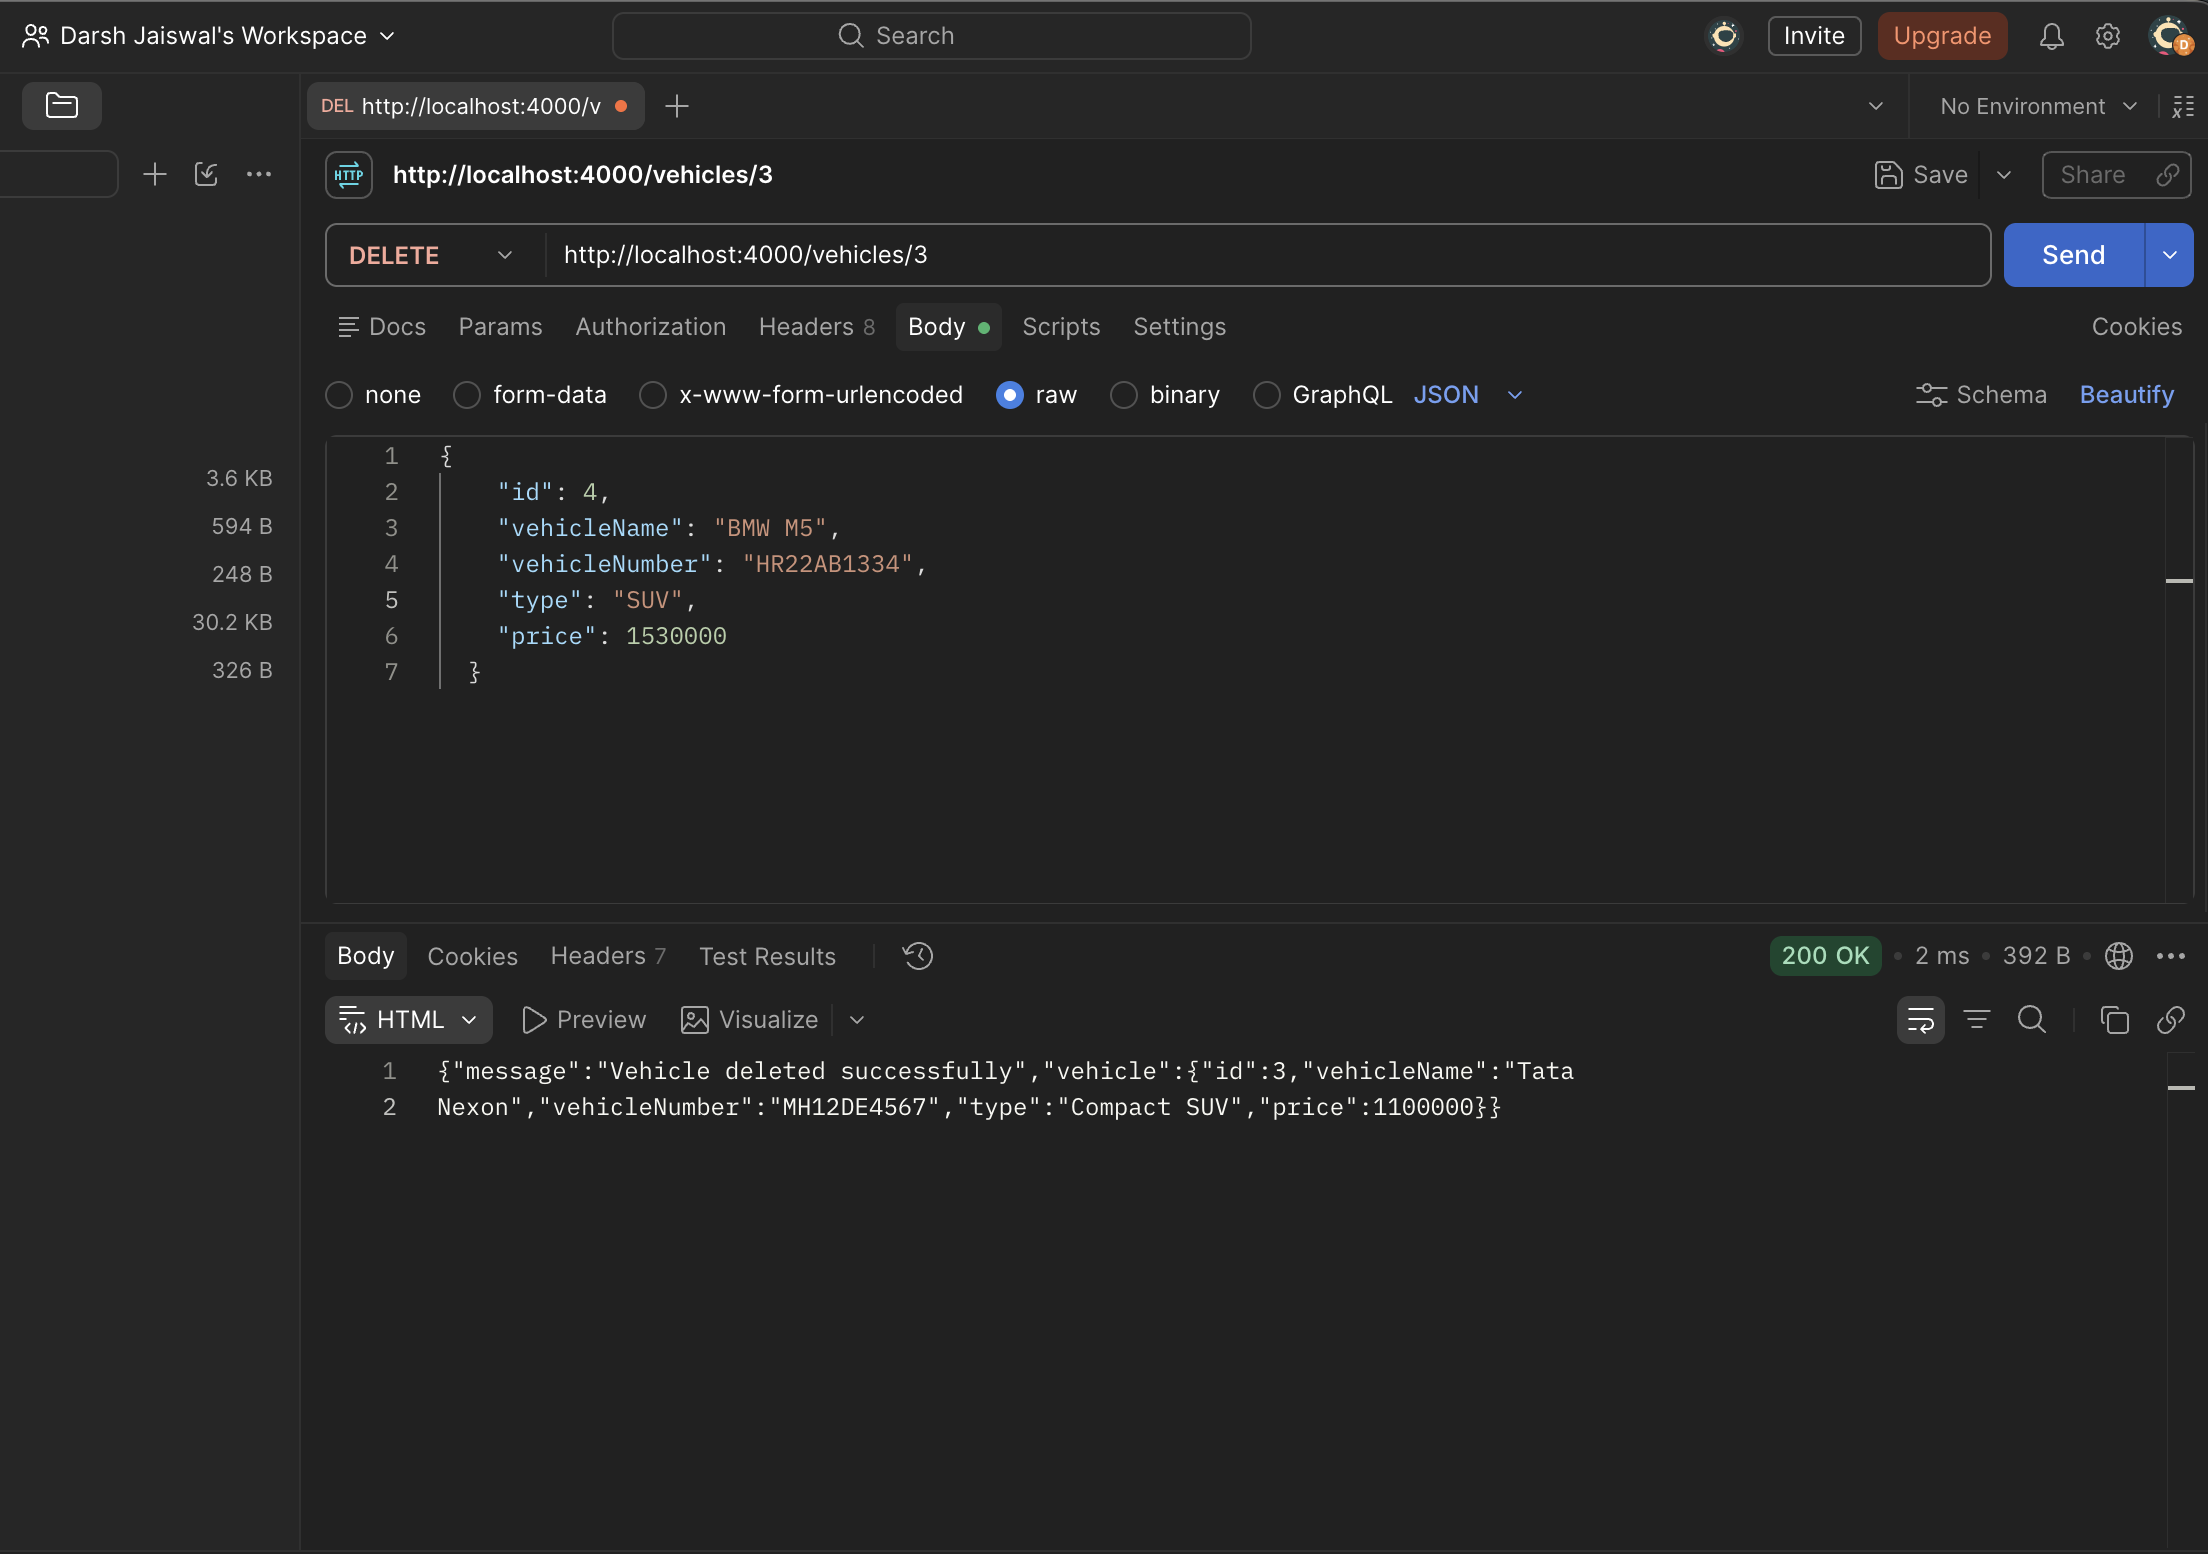 Darsh Jaiswal's Workspace
Search
Invite
Upgrade
D
DEL http://localhost:4000/v
No Environment
HTTP
http://localhost:4000/vehicles/3
Save
Share
DELETE
http://localhost:4000/vehicles/3
Send
Docs Params Authorization Headers 8 Body Scripts Settings Cookies
none form-data x-www-form-urlencoded raw binary GraphQL JSON Schema Beautify
1 {
2 "id": 4,
3 "vehicleName": "BMW M5",
4 "vehicleNumber": "HR22AB1334",
5 "type": "SUV",
6 "price": 1530000
7 }
3.6 KB
594 B
248 B
30.2 KB
326 B
Body Cookies Headers 7 Test Results 200 OK 2 ms 392 B
HTML Preview Visualize
1 {"message":"Vehicle deleted successfully","vehicle":{"id":3,"vehicleName":"Tata
2 Nexon","vehicleNumber":"MH12DE4567","type":"Compact SUV","price":1100000}}